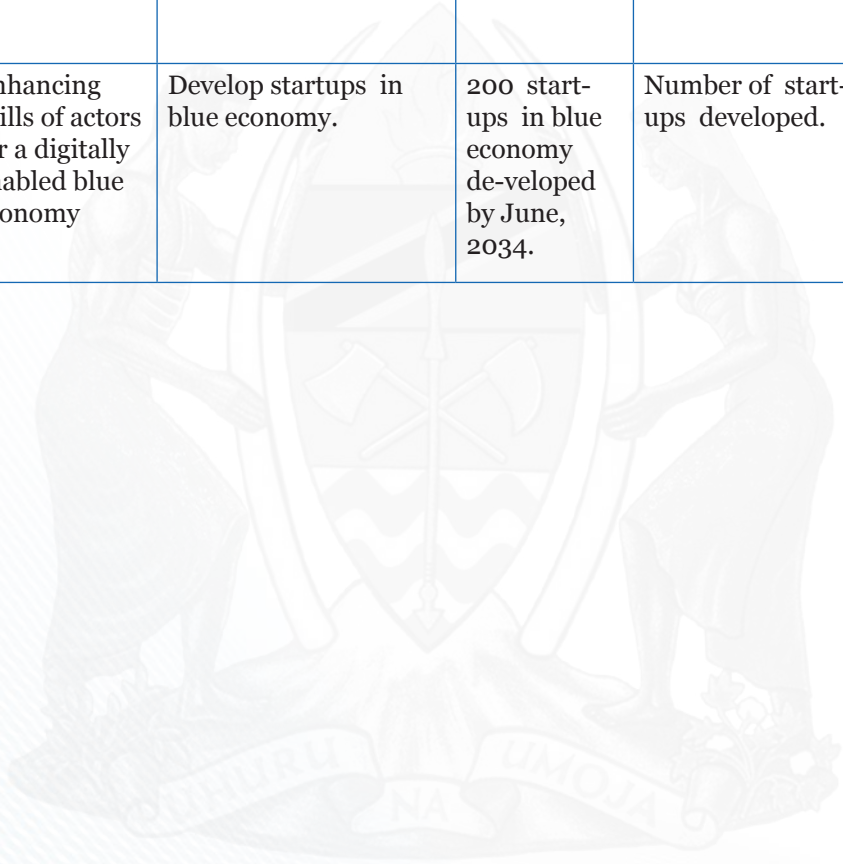 nhancing
ills of actors
r a digitally
nabled blue
onomy
Develop startups in
blue economy.
200 start-
ups in blue
economy
de-veloped
by June,
2034.
Number of start-
ups developed.
UHURU NA UMOJA